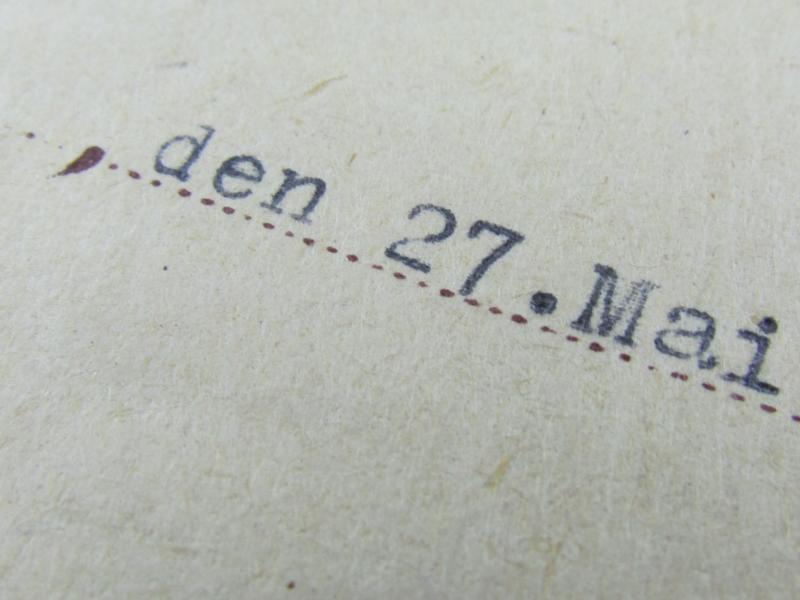 , den 27.Mai